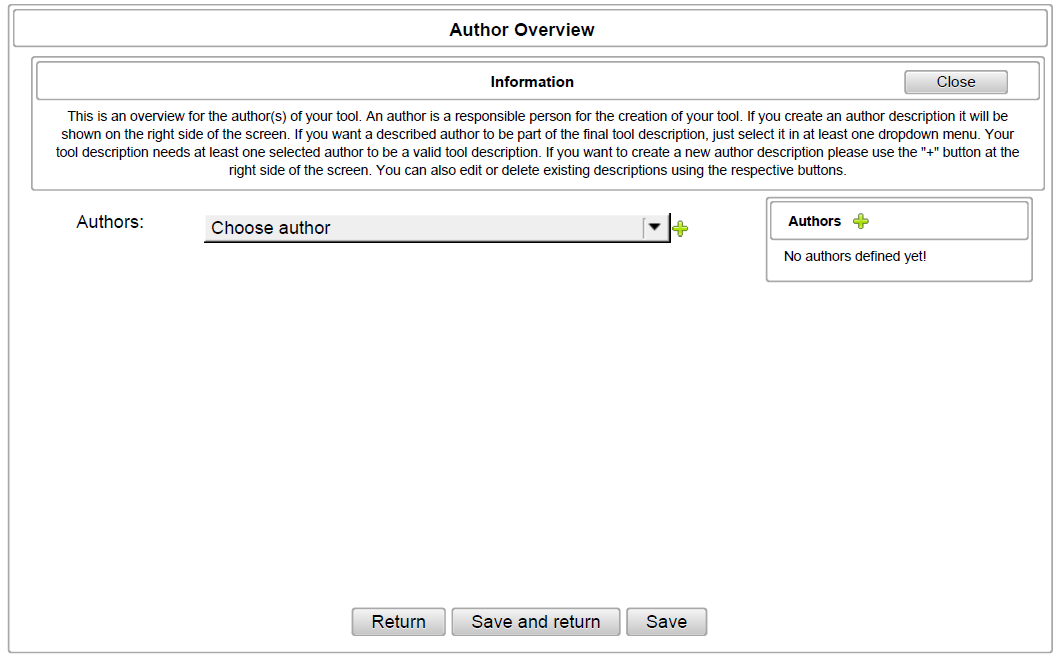 Author Overview
Information
Close
This is an overview for the author(s) of your tool. An author is a responsible person for the creation of your tool. If you create an author description it will be
shown on the right side of the screen. If you want a described author to be part of the final tool description, just select it in at least one dropdown menu. Your
tool description needs at least one selected author to be a valid tool description. If you want to create a new author description please use the "+" button at the
right side of the screen. You can also edit or delete existing descriptions using the respective buttons.
Authors:
Choose author
Authors
No authors defined yet!
Return
Save and return
Save